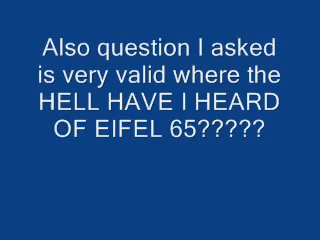 Also question I asked
is very valid where the
HELL HAVE I HEARD
OF EIFEL 65?????